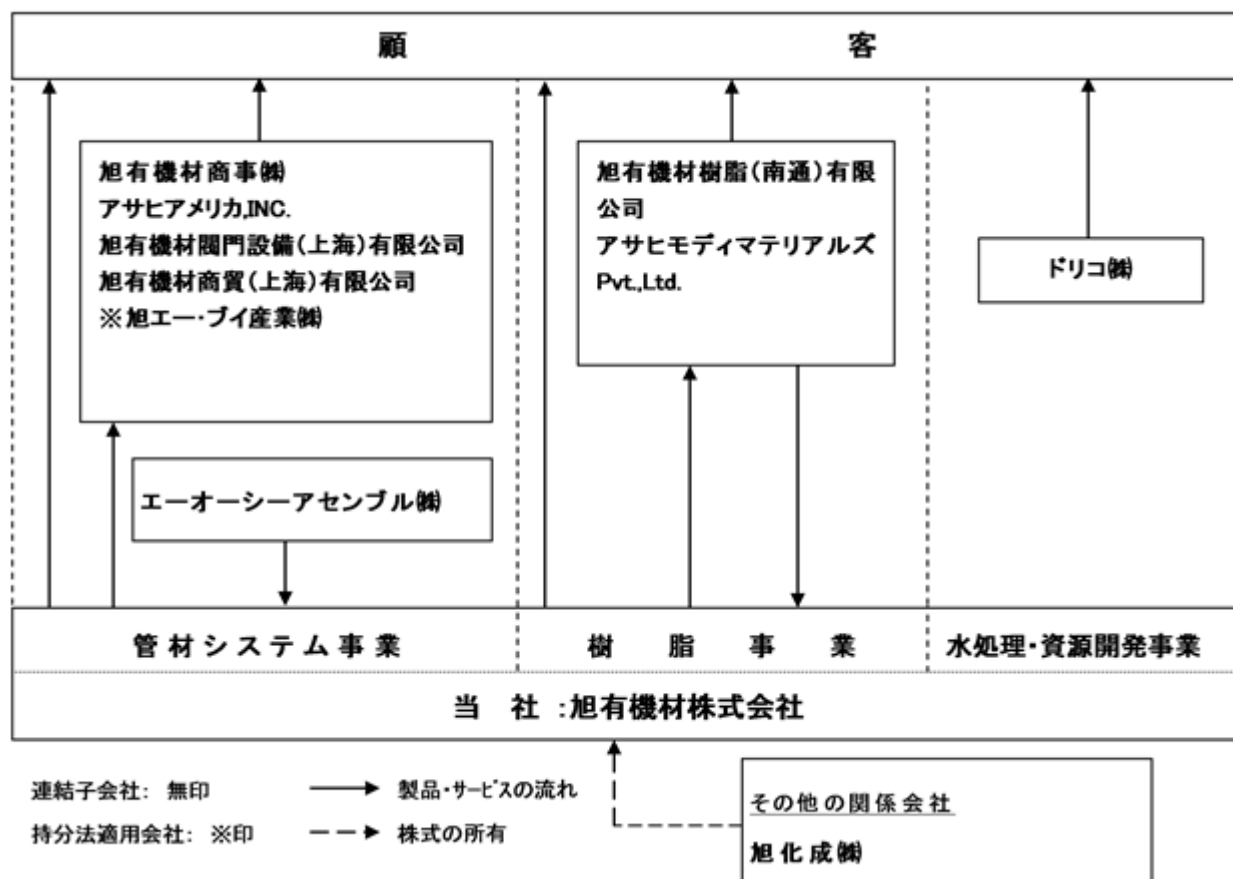 顧客
旭有機材商事㈱
アサヒアメリカ,INC.
旭有機材閥門設備(上海)有限公司
旭有機材商貿(上海)有限公司
※旭エー・ブイ産業㈱
エーオーシーアセンブル㈱
旭有機材樹脂(南通)有限
公司
アサヒモディマテリアルズ
Pvt.,Ltd.
ドリコ㈱
管材システム事業
樹脂事業
水処理・資源開発事業
当社:旭有機材株式会社
連結子会社: 無印
製品・サービスの流れ
持分法適用会社: ※印
株式の所有
その他の関係会社
旭化成㈱